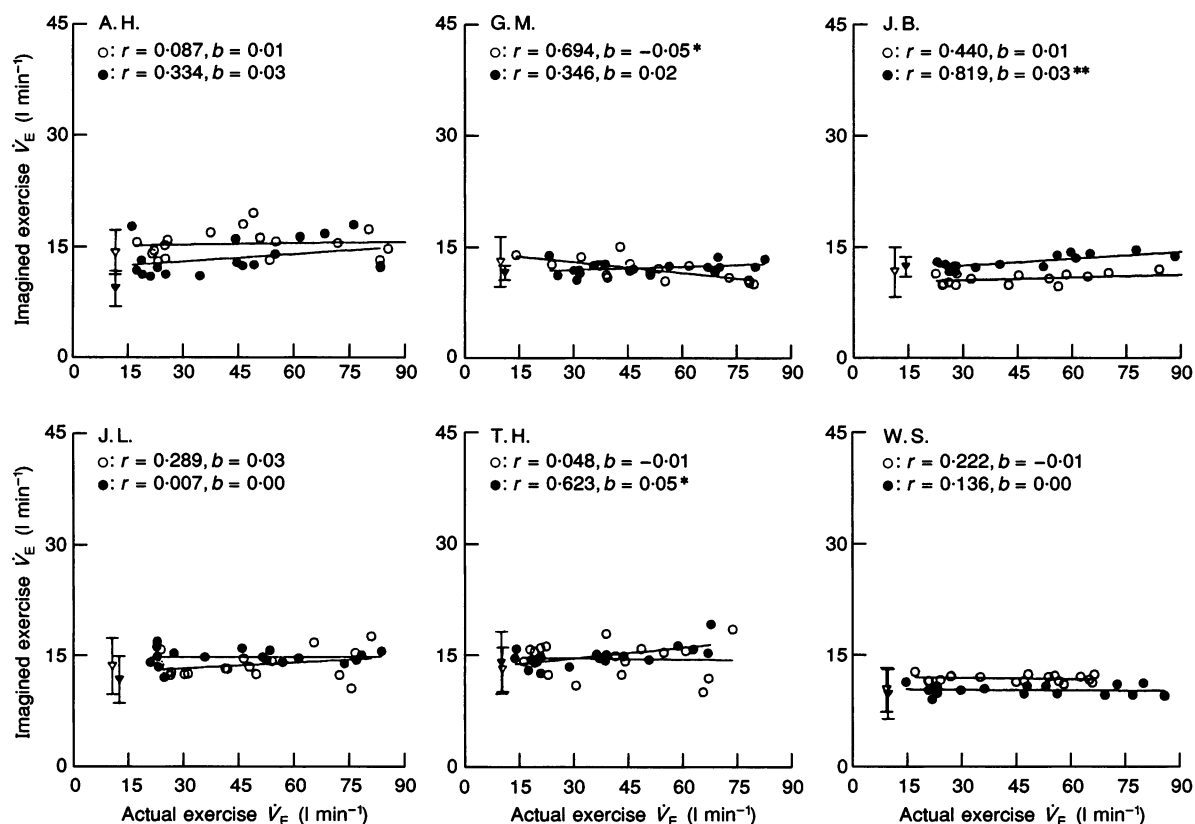 A.H.
○: r = 0·087, b = 0·01
●: r = 0·334, b = 0·03
G.M.
○: r = 0·694, b = −0·05*
●: r = 0·346, b = 0·02
J.B.
○: r = 0·440, b = 0·01
●: r = 0·819, b = 0·03**
Imagined exercise V̇E (l min⁻¹)
45
30
15
0
0 15 30 45 60 75 90
45
30
15
0
0 15 30 45 60 75 90
45
30
15
0
0 15 30 45 60 75 90
J.L.
○: r = 0·289, b = 0·03
●: r = 0·007, b = 0·00
T.H.
○: r = 0·048, b = −0·01
●: r = 0·623, b = 0·05*
W.S.
○: r = 0·222, b = −0·01
●: r = 0·136, b = 0·00
Imagined exercise V̇E (l min⁻¹)
45
30
15
0
0 15 30 45 60 75 90
45
30
15
0
0 15 30 45 60 75 90
45
30
15
0
0 15 30 45 60 75 90
Actual exercise V̇E (l min⁻¹)
Actual exercise V̇E (l min⁻¹)
Actual exercise V̇E (l min⁻¹)